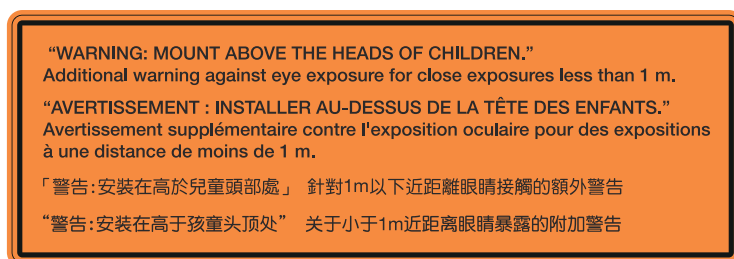 “WARNING: MOUNT ABOVE THE HEADS OF CHILDREN.”
Additional warning against eye exposure for close exposures less than 1 m.
“AVERTISSEMENT : INSTALLER AU-DESSUS DE LA TÊTE DES ENFANTS.”
Avertissement supplémentaire contre l'exposition oculaire pour des expositions
à une distance de moins de 1 m.
「警告:安裝在高於兒童頭部處」 針對1m以下近距離眼睛接觸的額外警告
“警告:安装在高于孩童头顶处” 关于小于1m近距离眼睛暴露的附加警告